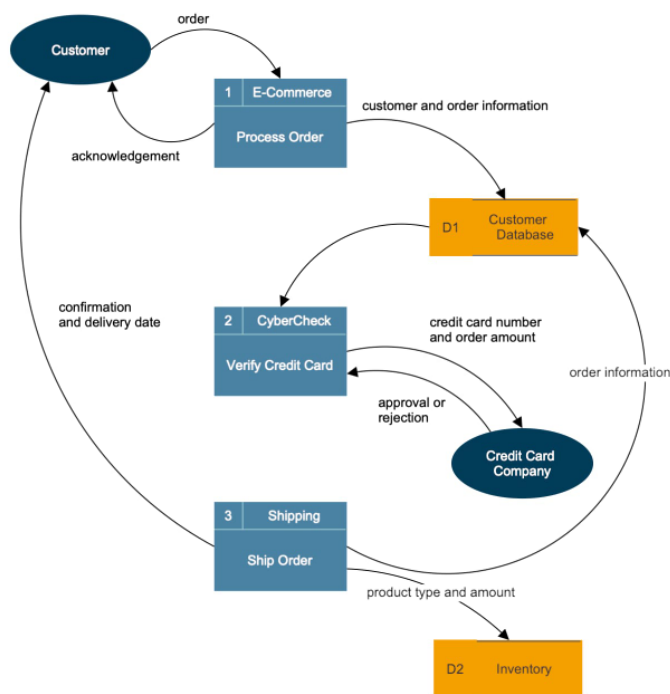 order
Customer
1 E-Commerce
customer and order information
Process Order
acknowledgement
D1 Customer
Database
confirmation
and delivery date
2 CyberCheck
credit card number
and order amount
Verify Credit Card
order information
approval or
rejection
Credit Card
Company
3 Shipping
Ship Order
product type and amount
D2 Inventory